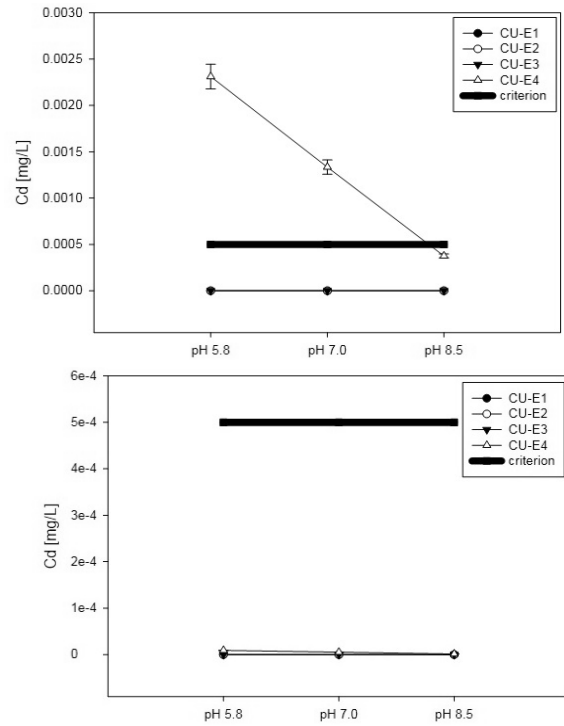 0.0030
0.0025
0.0020
0.0015
0.0010
0.0005
0.0000
Cd [mg/L]
CU-E1
CU-E2
CU-E3
CU-E4
criterion
pH 5.8 pH 7.0 pH 8.5
6e-4
5e-4
4e-4
3e-4
2e-4
1e-4
0
Cd [mg/L]
CU-E1
CU-E2
CU-E3
CU-E4
criterion
pH 5.8 pH 7.0 pH 8.5